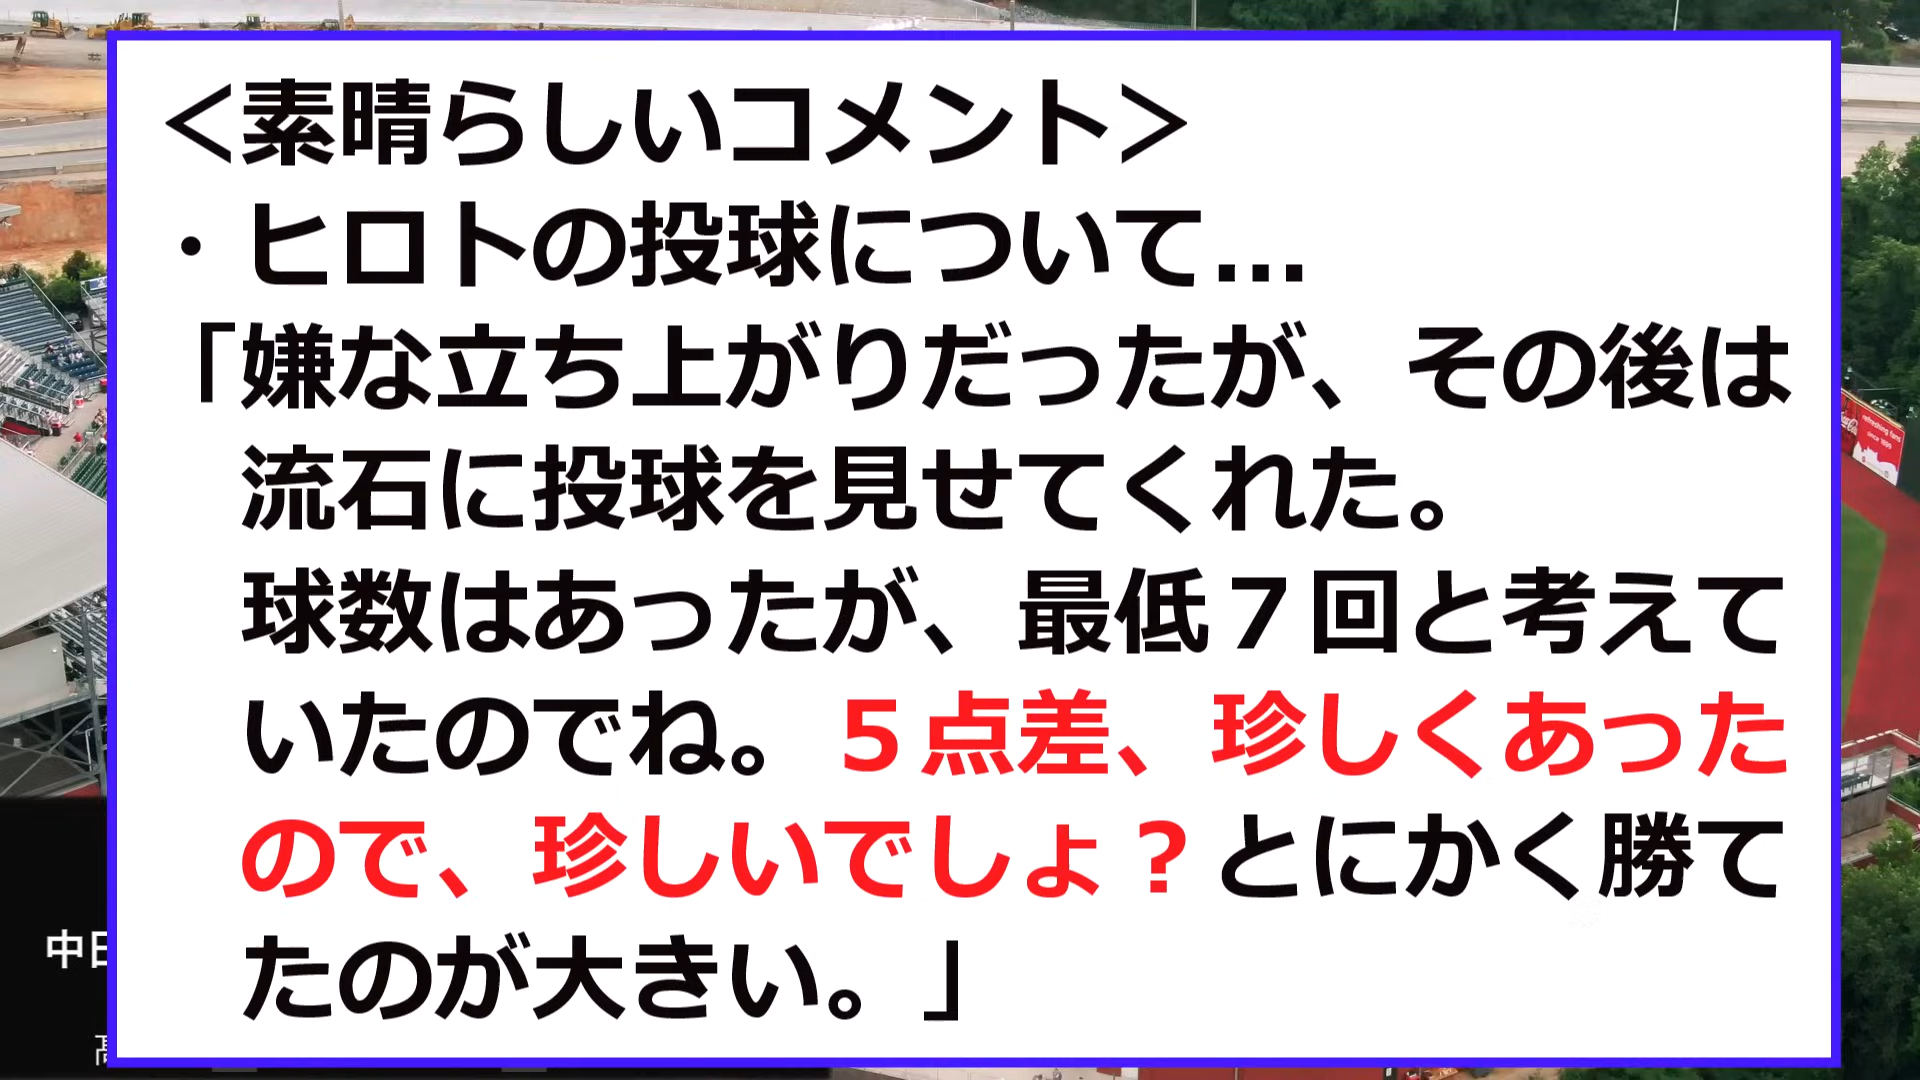 ＜素晴らしいコメント＞
・ヒロトの投球について…
「嫌な立ち上がりだったが、その後は
流石に投球を見せてくれた。
球数はあったが、最低７回と考えて
いたのでね。５点差、珍しくあった
ので、珍しいでしょ？とにかく勝て
たのが大きい。」
refreshing fans
since 1886